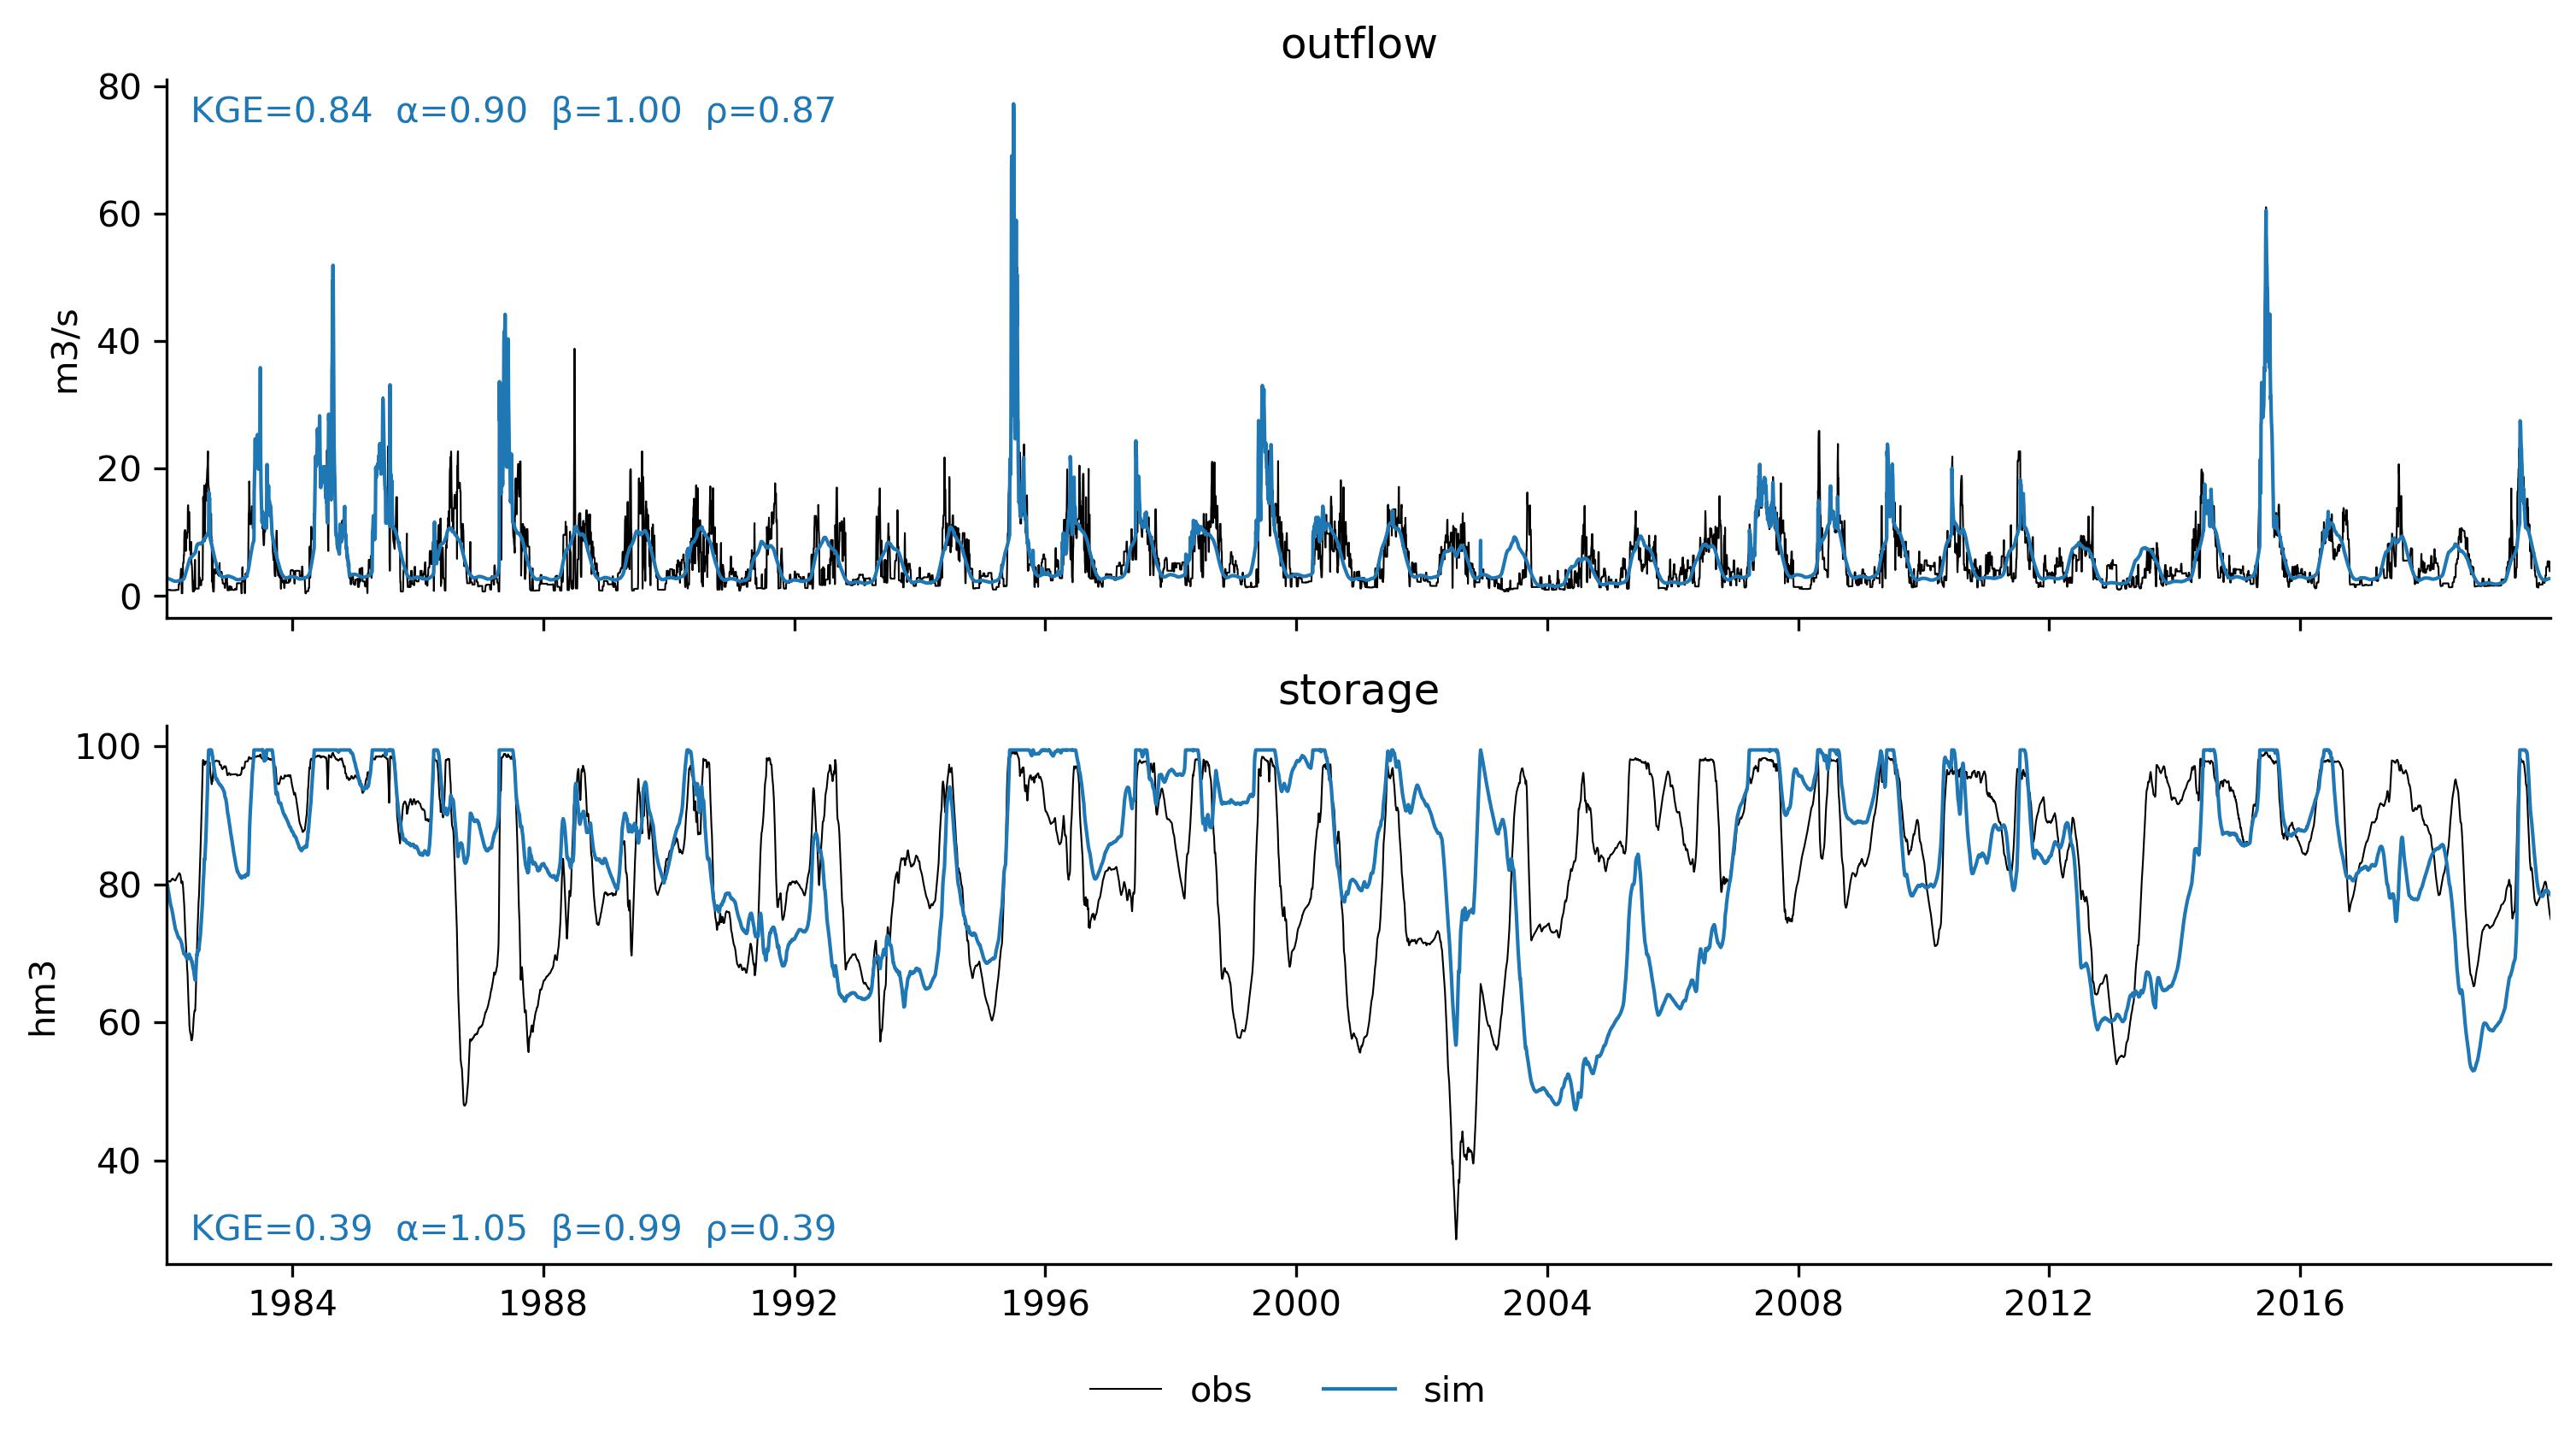 outflow
80
KGE=0.84 α=0.90 β=1.00 ρ=0.87
60
m3/s
40
20
0
storage
100
80
hm3
60
40
KGE=0.39 α=1.05 β=0.99 ρ=0.39
1984 1988 1992 1996 2000 2004 2008 2012 2016
obs sim